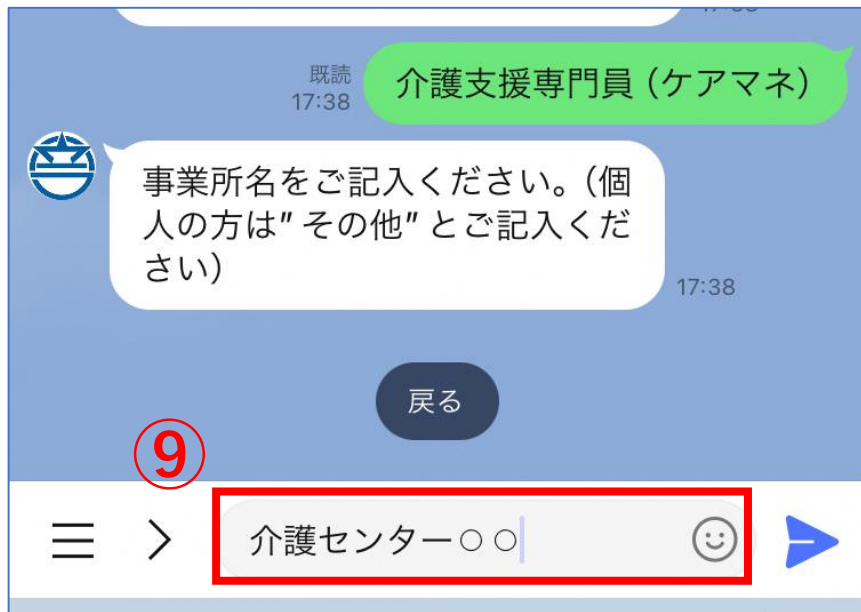 既読
17:38
介護支援専門員（ケアマネ）
事業所名をご記入ください。（個
人の方は”その他”とご記入くだ
さい）
17:38
戻る
⑨
介護センター○○